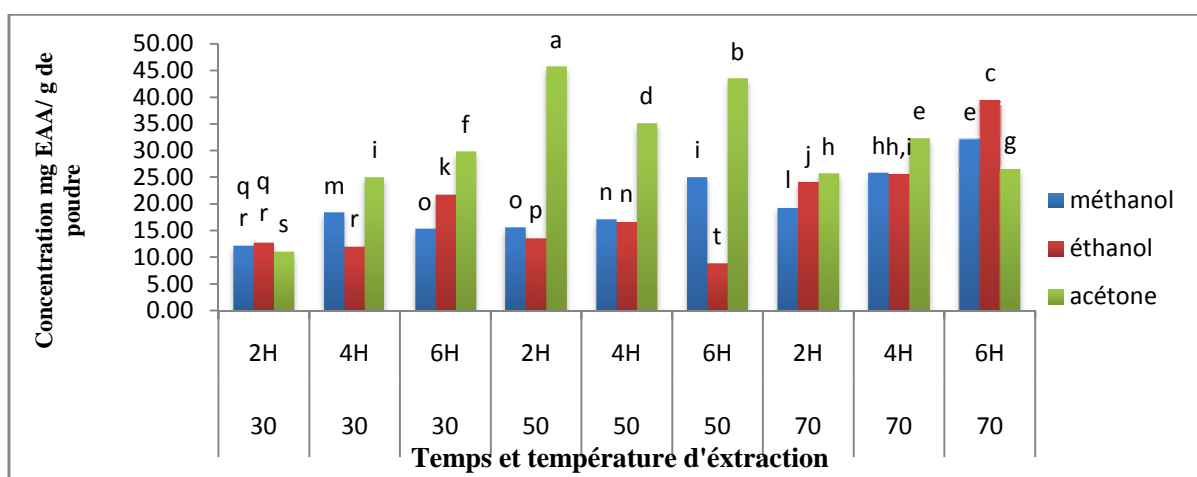 Concentration mg EAA/ g de
poudre
50.00
45.00
40.00
35.00
30.00
25.00
20.00
15.00
10.00
5.00
0.00
q r
q r
s
m
r
i
o
k
f
o
p
a
n
n
d
i
t
b
l
j
h
h
h,i
e
e
c
g
2H 4H 6H 2H 4H 6H 2H 4H 6H
30 30 30 50 50 50 70 70 70
Temps et température d'éxtraction
méthanol
éthanol
acétone